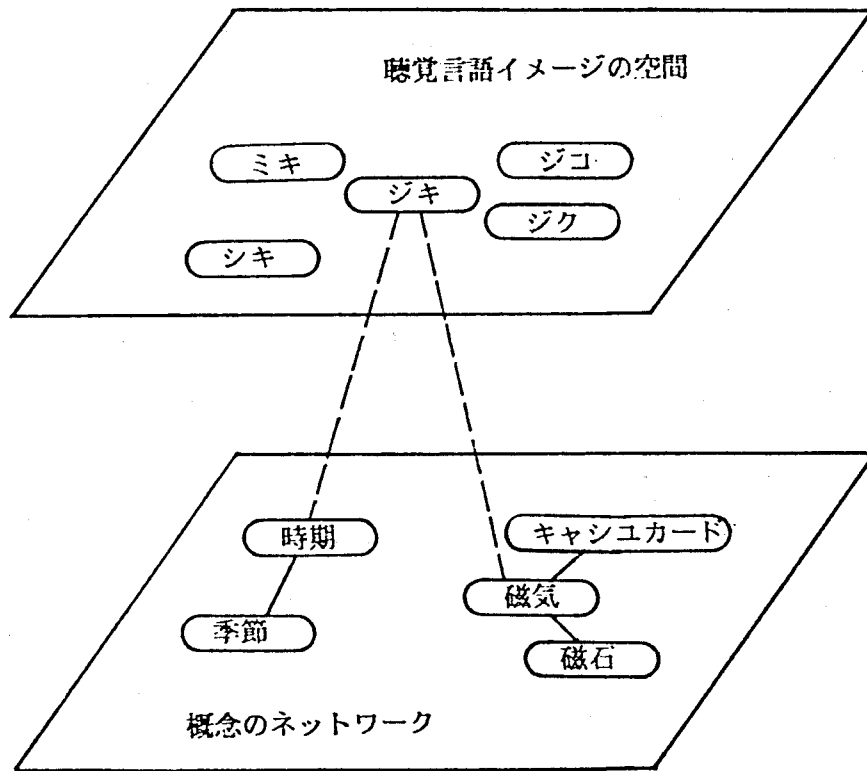 聴覚言語イメージの空間
ミキ
ジコ
ジキ
ジク
シキ
時期
キャシユカード
磁気
季節
磁石
概念のネットワーク